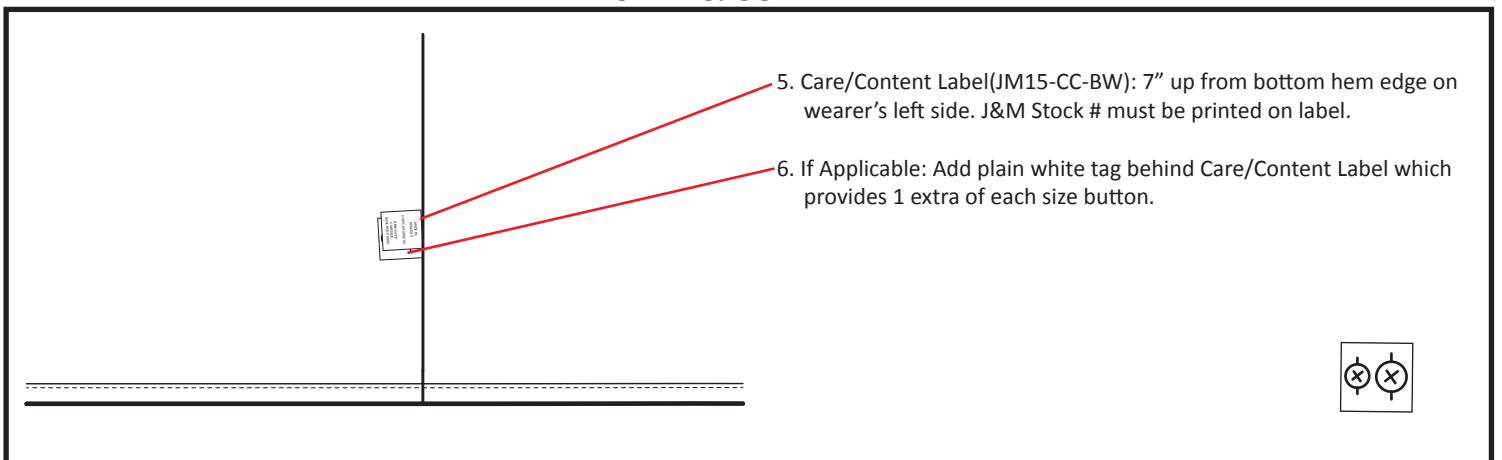 5. Care/Content Label(JM15-CC-BW): 7” up from bottom hem edge on
wearer’s left side. J&M Stock # must be printed on label.
6. If Applicable: Add plain white tag behind Care/Content Label which
provides 1 extra of each size button.